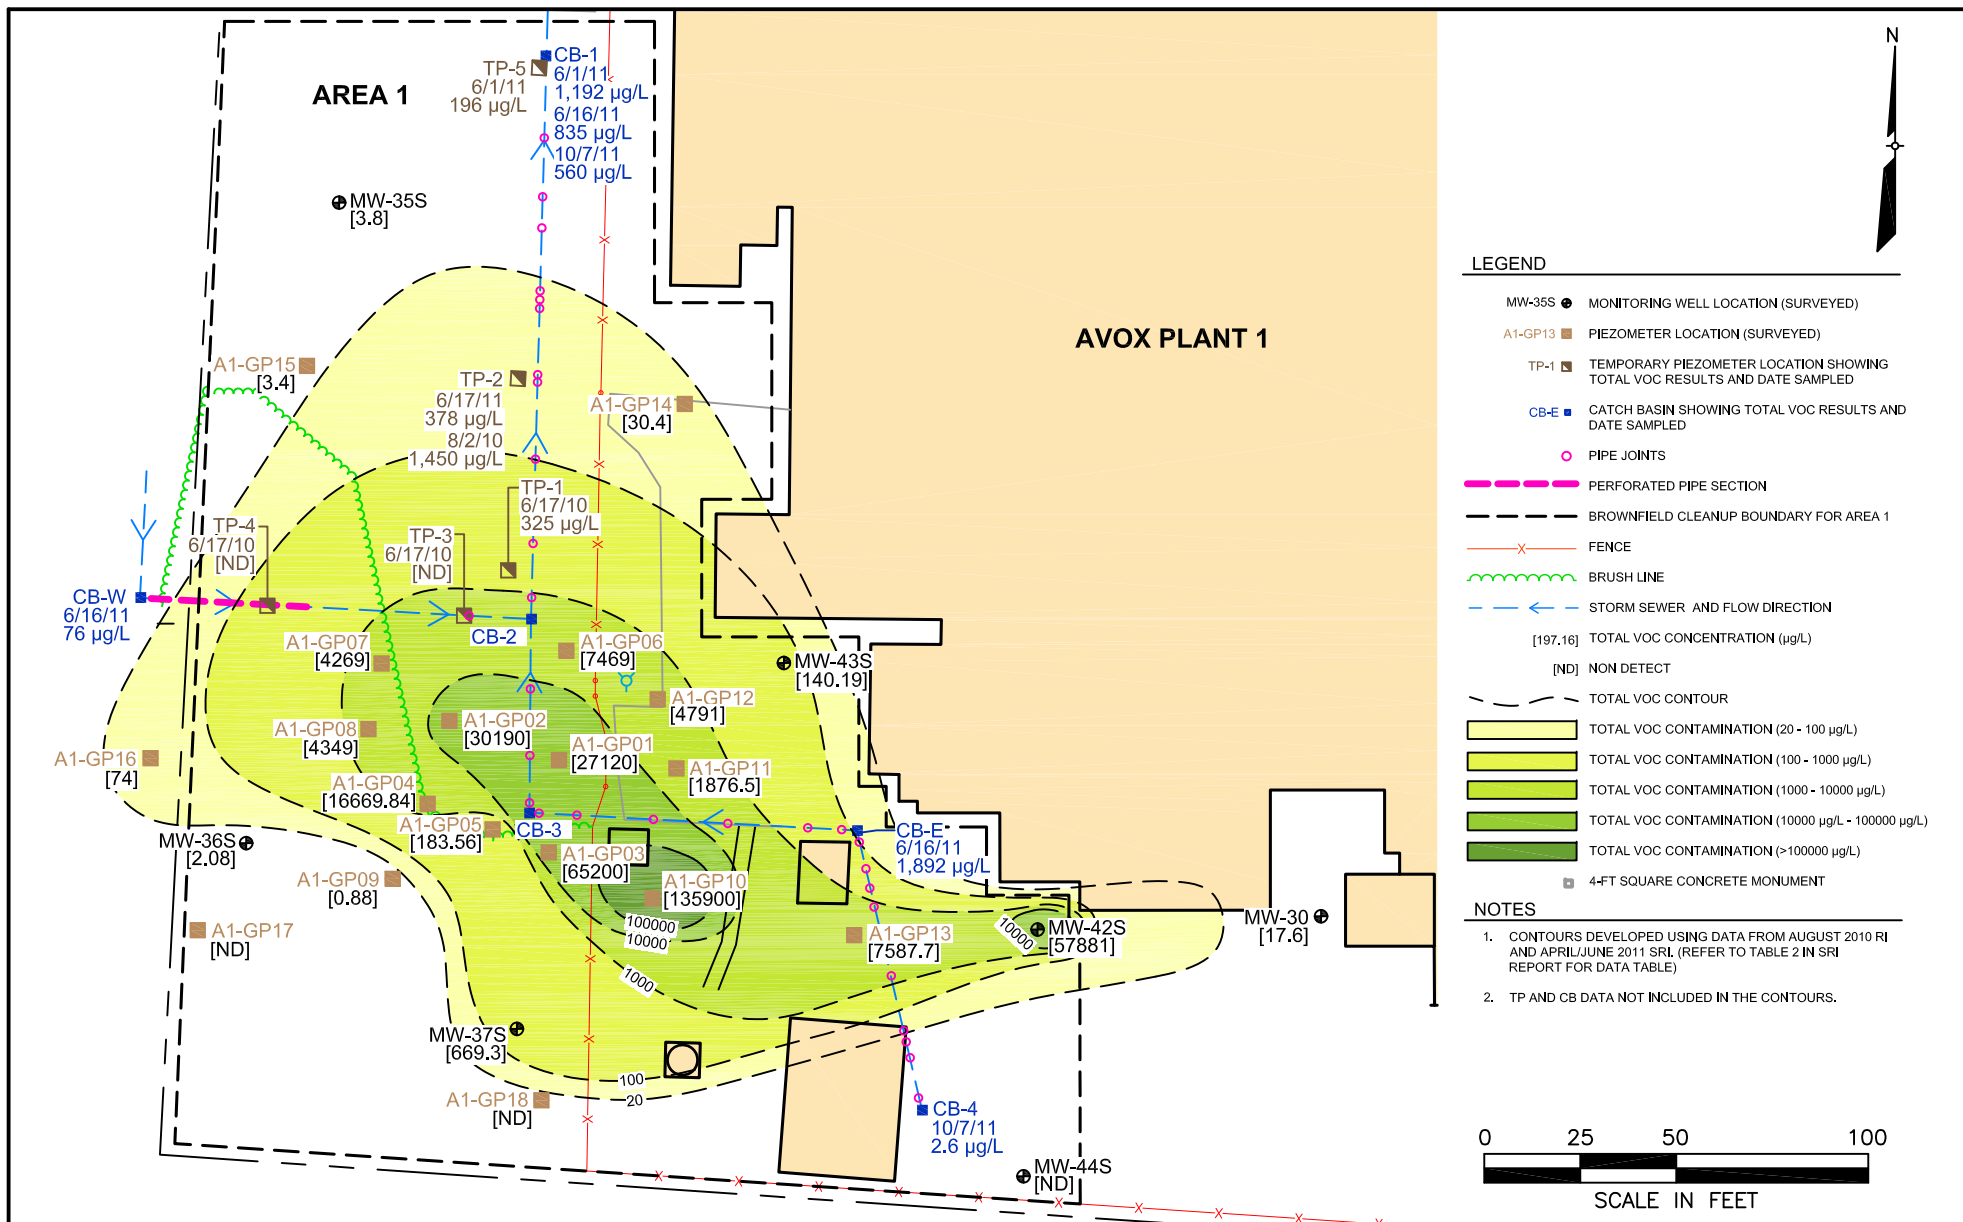 AREA 1
TP-5
6/1/11
196 µg/L
CB-1
6/1/11
1,192 µg/L
6/16/11
835 µg/L
10/7/11
560 µg/L
MW-35S
[3.8]
A1-GP15
[3.4]
TP-2
6/17/11
378 µg/L
8/2/10
1,450 µg/L
A1-GP14
[30.4]
AVOX PLANT 1
TP-1
6/17/10
325 µg/L
TP-4
6/17/10
[ND]
TP-3
6/17/10
[ND]
CB-W
6/16/11
76 µg/L
CB-2
A1-GP07
[4269]
A1-GP06
[7469]
MW-43S
[140.19]
A1-GP12
[4791]
A1-GP02
[30190]
A1-GP08
[4349]
A1-GP01
[27120]
A1-GP16
[74]
A1-GP11
[1876.5]
A1-GP04
[16669.84]
A1-GP05
[183.56]
CB-3
CB-E
6/16/11
1,892 µg/L
MW-36S
[2.08]
A1-GP03
[65200]
A1-GP09
[0.88]
A1-GP10
[135900]
A1-GP17
[ND]
100000
10000
1000
A1-GP13
[7587.7]
10000
MW-42S
[57881]
MW-30
[17.6]
MW-37S
[669.3]
100
20
A1-GP18
[ND]
CB-4
10/7/11
2.6 µg/L
MW-44S
[ND]
N
LEGEND
MW-35S MONITORING WELL LOCATION (SURVEYED)
A1-GP13 PIEZOMETER LOCATION (SURVEYED)
TP-1 TEMPORARY PIEZOMETER LOCATION SHOWING
TOTAL VOC RESULTS AND DATE SAMPLED
CB-E CATCH BASIN SHOWING TOTAL VOC RESULTS AND
DATE SAMPLED
PIPE JOINTS
PERFORATED PIPE SECTION
BROWNFIELD CLEANUP BOUNDARY FOR AREA 1
FENCE
BRUSH LINE
STORM SEWER AND FLOW DIRECTION
[197.16] TOTAL VOC CONCENTRATION (µg/L)
[ND] NON DETECT
TOTAL VOC CONTOUR
TOTAL VOC CONTAMINATION (20 - 100 µg/L)
TOTAL VOC CONTAMINATION (100 - 1000 µg/L)
TOTAL VOC CONTAMINATION (1000 - 10000 µg/L)
TOTAL VOC CONTAMINATION (10000 µg/L - 100000 µg/L)
TOTAL VOC CONTAMINATION (>100000 µg/L)
4-FT SQUARE CONCRETE MONUMENT
NOTES
1. CONTOURS DEVELOPED USING DATA FROM AUGUST 2010 RI
AND APRIL/JUNE 2011 SRI. (REFER TO TABLE 2 IN SRI
REPORT FOR DATA TABLE)
2. TP AND CB DATA NOT INCLUDED IN THE CONTOURS.
0 25 50 100
SCALE IN FEET